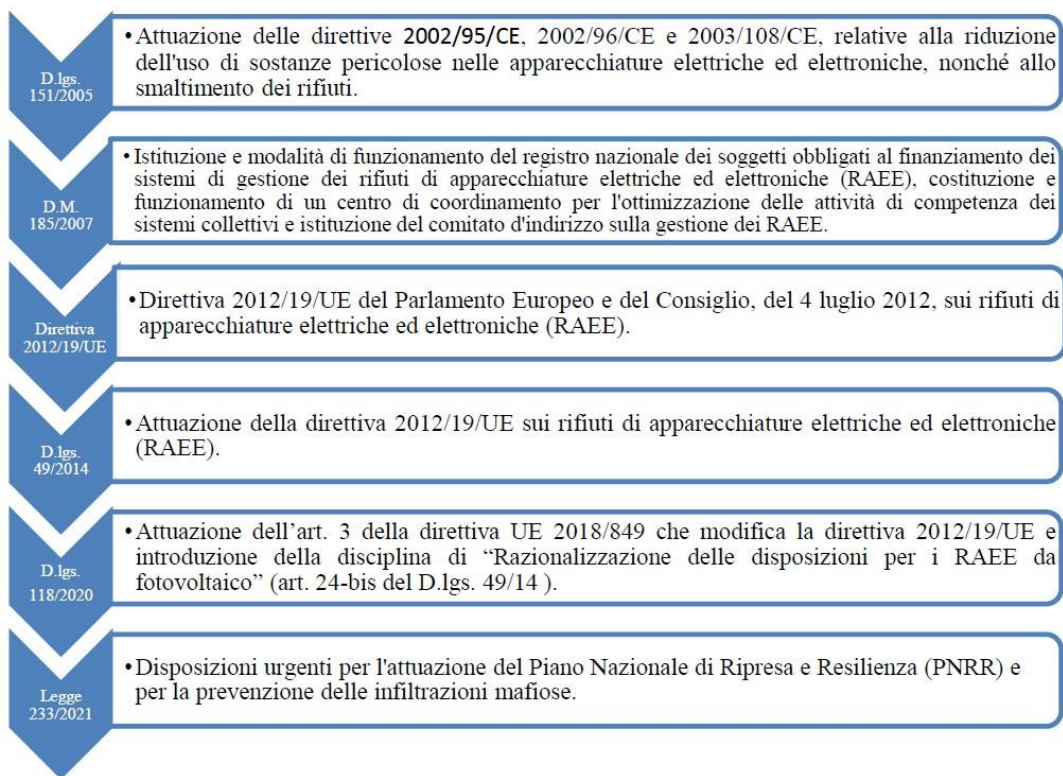 D.lgs.
151/2005
•Attuazione delle direttive 2002/95/CE, 2002/96/CE e 2003/108/CE, relative alla riduzione
dell'uso di sostanze pericolose nelle apparecchiature elettriche ed elettroniche, nonché allo
smaltimento dei rifiuti.
D.M.
185/2007
•Istituzione e modalità di funzionamento del registro nazionale dei soggetti obbligati al finanziamento dei
sistemi di gestione dei rifiuti di apparecchiature elettriche ed elettroniche (RAEE), costituzione e
funzionamento di un centro di coordinamento per l'ottimizzazione delle attività di competenza dei
sistemi collettivi e istituzione del comitato d'indirizzo sulla gestione dei RAEE.
Direttiva
2012/19/UE
•Direttiva 2012/19/UE del Parlamento Europeo e del Consiglio, del 4 luglio 2012, sui rifiuti di
apparecchiature elettriche ed elettroniche (RAEE).
D.lgs.
49/2014
•Attuazione della direttiva 2012/19/UE sui rifiuti di apparecchiature elettriche ed elettroniche
(RAEE).
D.lgs.
118/2020
•Attuazione dell’art. 3 della direttiva UE 2018/849 che modifica la direttiva 2012/19/UE e
introduzione della disciplina di “Razionalizzazione delle disposizioni per i RAEE da
fotovoltaico” (art. 24-bis del D.lgs. 49/14 ).
Legge
233/2021
•Disposizioni urgenti per l'attuazione del Piano Nazionale di Ripresa e Resilienza (PNRR) e
per la prevenzione delle infiltrazioni mafiose.